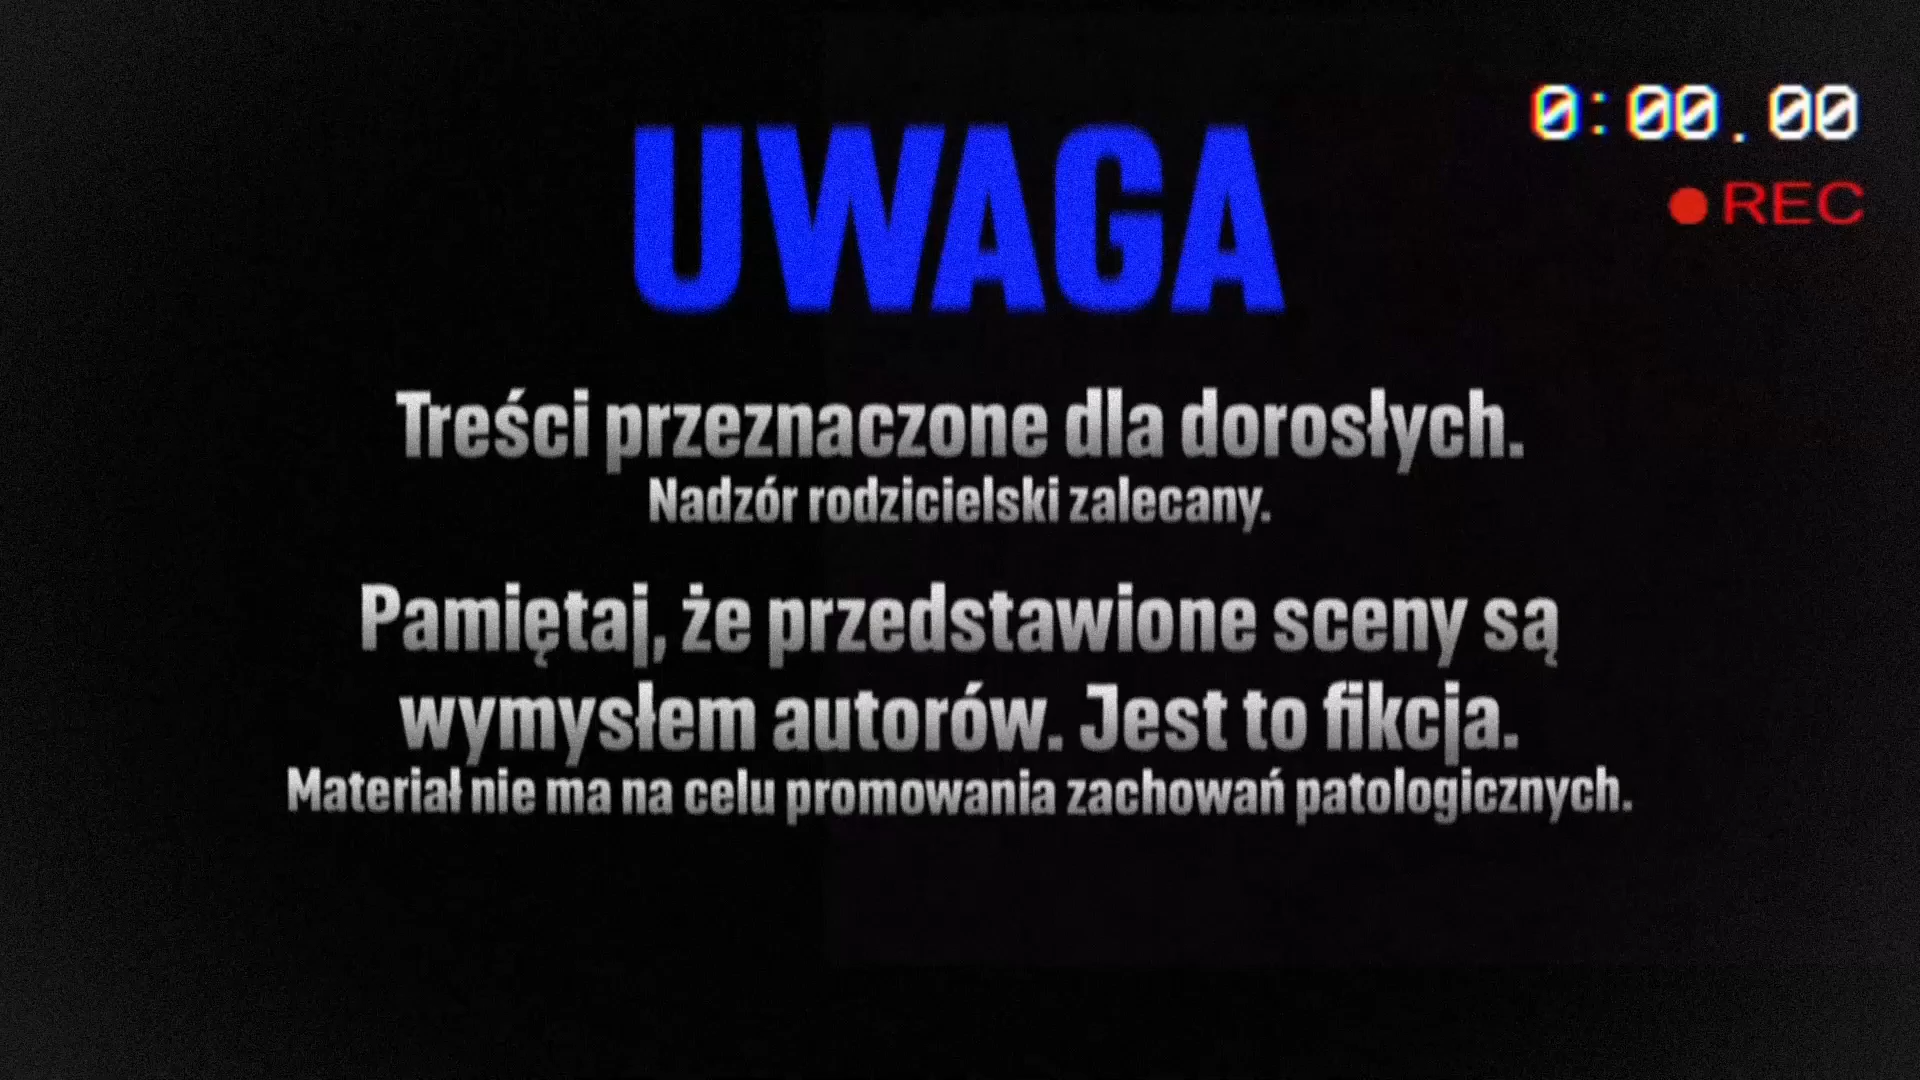 0:00.00
REC
UWAGA
Treści przeznaczone dla dorosłych.
Nadzór rodzicielski zalecany.
Pamiętaj, że przedstawione sceny są
wymysłem autorów. Jest to fikcja.
Materiał nie ma na celu promowania zachowań patologicznych.